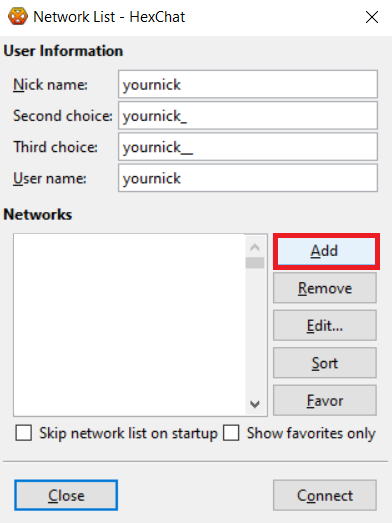 Network List - HexChat
User Information
Nick name: yournick
Second choice: yournick_
Third choice: yournick__
User name: yournick
Networks
Add
Remove
Edit...
Sort
Favor
Skip network list on startup Show favorites only
Close Connect